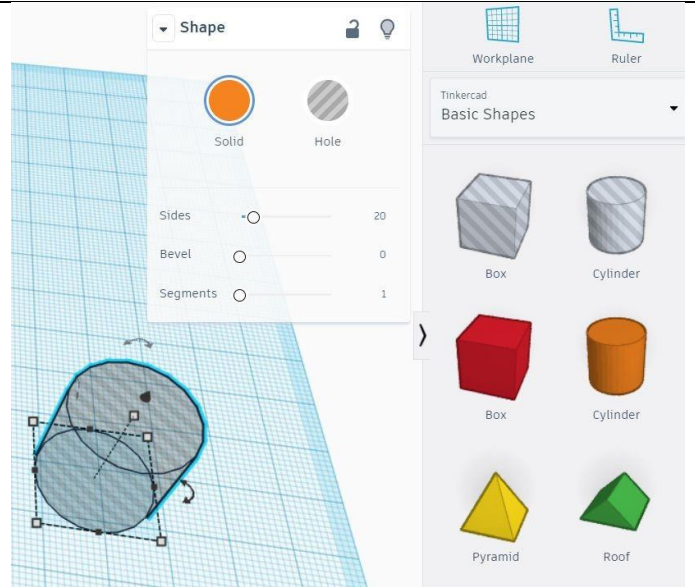 Shape
Solid
Hole
Sides 20
Bevel 0
Segments 1
Workplane
Ruler
Tinkercad
Basic Shapes
Box
Cylinder
Box
Cylinder
Pyramid
Roof